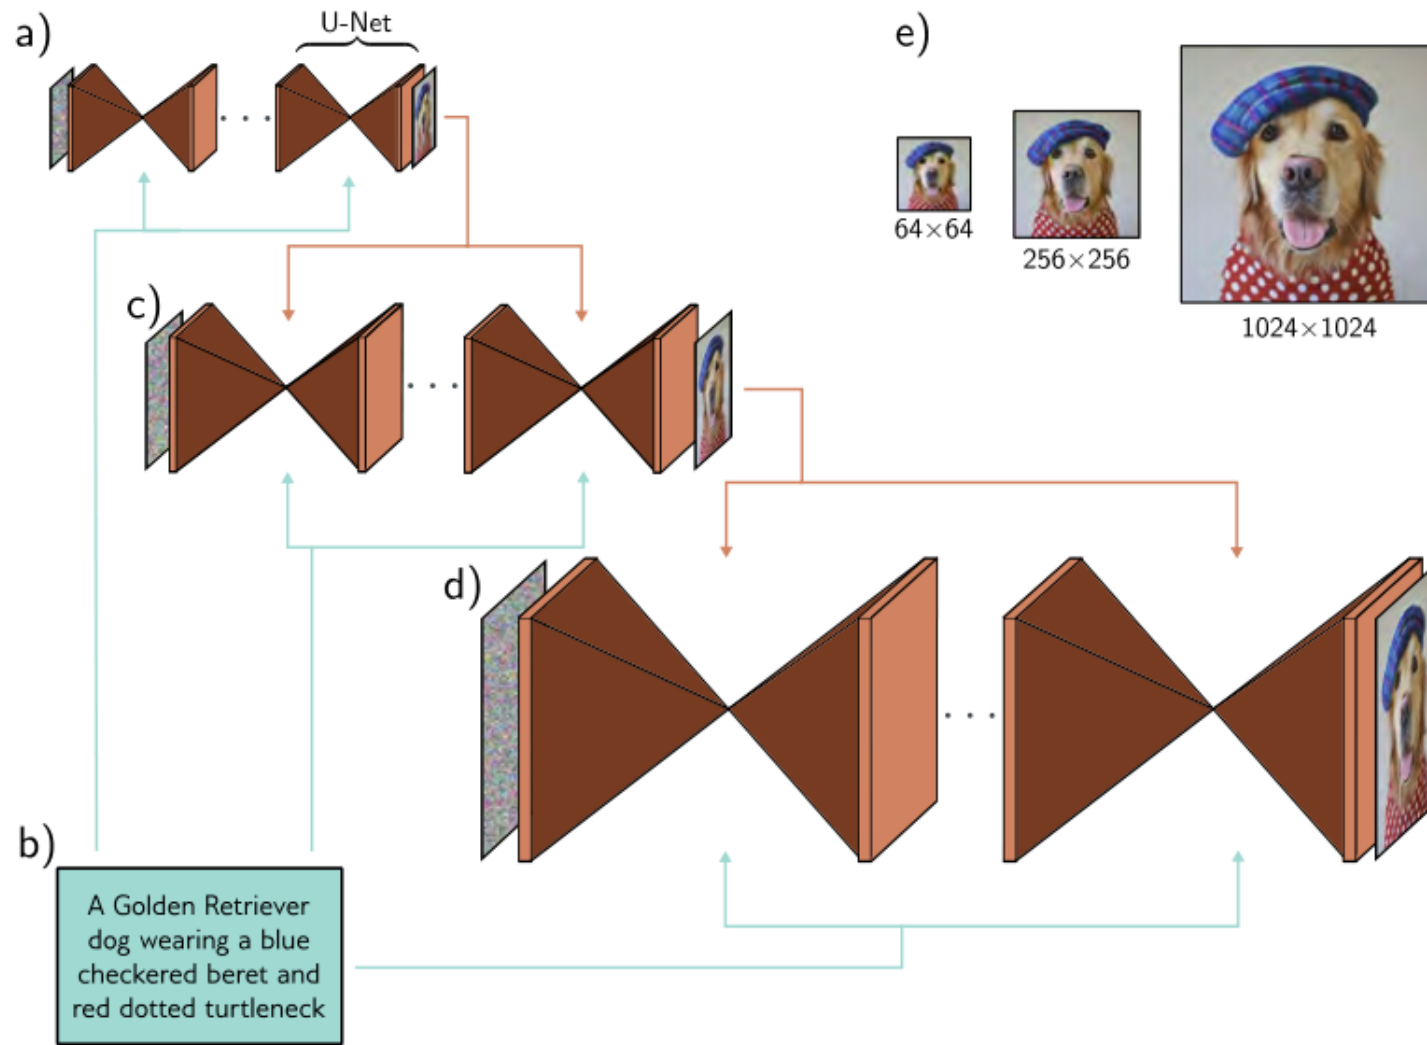 a)
U-Net
e)
64×64
256×256
1024×1024
c)
d)
b)
A Golden Retriever
dog wearing a blue
checkered beret and
red dotted turtleneck